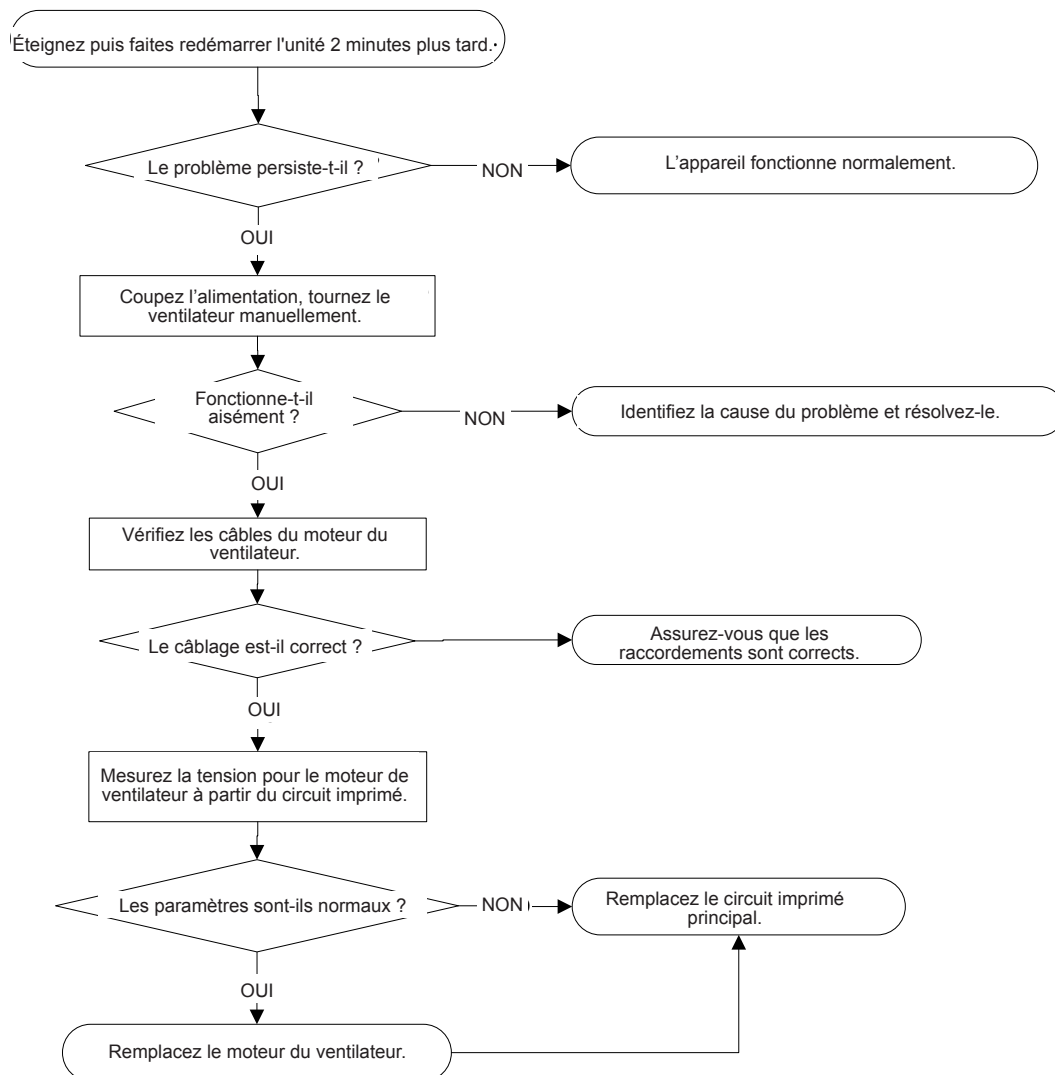 Éteignez puis faites redémarrer l'unité 2 minutes plus tard.
Le problème persiste-t-il ?
NON
L'appareil fonctionne normalement.
OUI
Coupez l'alimentation, tournez le
ventilateur manuellement.
Fonctionne-t-il
aisément ?
NON
Identifiez la cause du problème et résolvez-le.
OUI
Vérifiez les câbles du moteur du
ventilateur.
Le câblage est-il correct ?
Assurez-vous que les
raccordements sont corrects.
OUI
Mesurez la tension pour le moteur de
ventilateur à partir du circuit imprimé.
Les paramètres sont-ils normaux ?
NON
Remplacez le circuit imprimé
principal.
OUI
Remplacez le moteur du ventilateur.